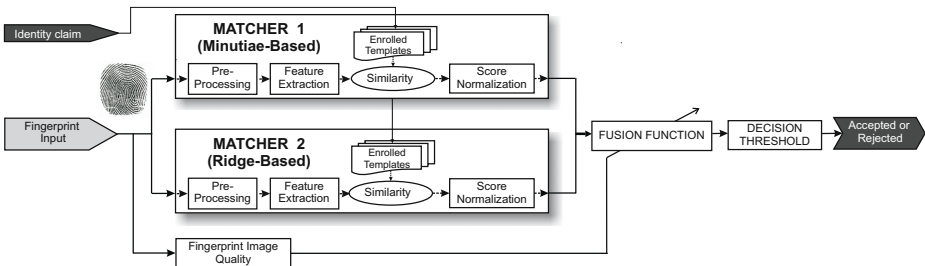 Identity claim
MATCHER 1
(Minutiae-Based)
Enrolled
Templates
Pre-
Processing
Feature
Extraction
Similarity
Score
Normalization
Fingerprint
Input
MATCHER 2
(Ridge-Based)
Enrolled
Templates
Pre-
Processing
Feature
Extraction
Similarity
Score
Normalization
FUSION FUNCTION
DECISION
THRESHOLD
Accepted or
Rejected
Fingerprint Image
Quality